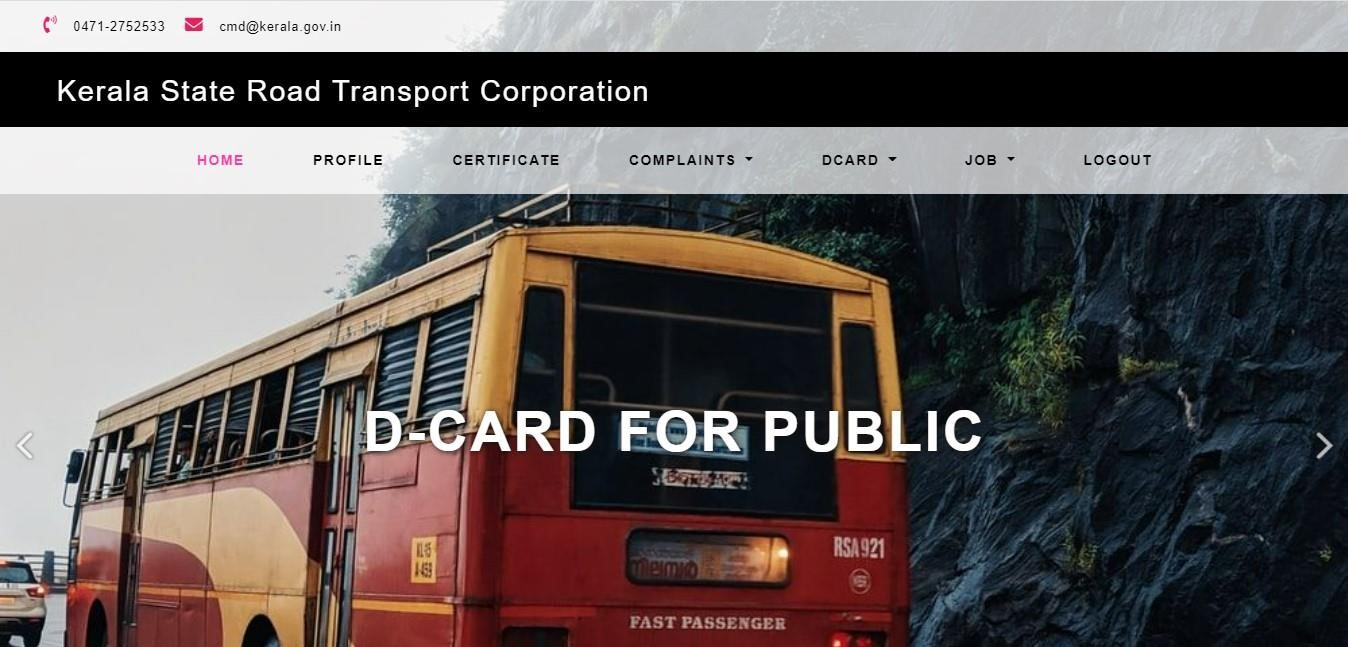 0471-2752533 cmd@kerala.gov.in
Kerala State Road Transport Corporation
HOME PROFILE CERTIFICATE COMPLAINTS DCARD JOB LOGOUT
D-CARD FOR PUBLIC
KL-15
A-459
RSA 921
നിലമ്പൂർ
FAST PASSENGER